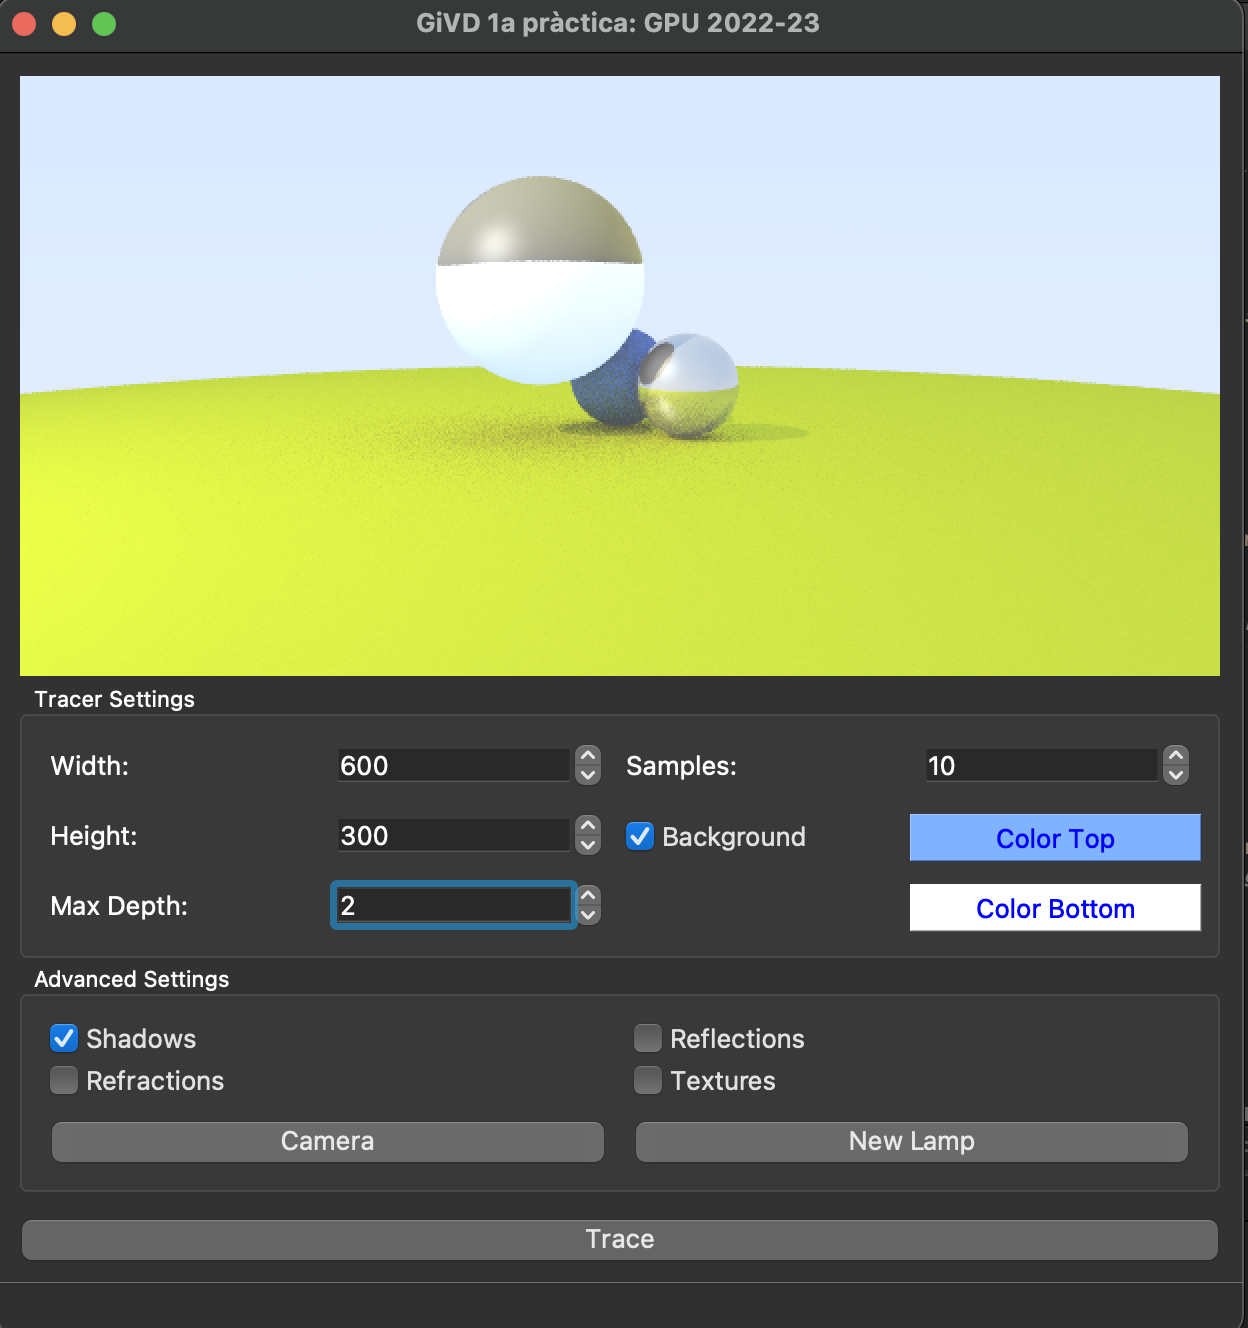 GiVD 1a pràctica: GPU 2022-23
Tracer Settings
Width: 600 Samples: 10
Height: 300 Background Color Top
Max Depth: 2 Color Bottom
Advanced Settings
Shadows Reflections
Refractions Textures
Camera New Lamp
Trace